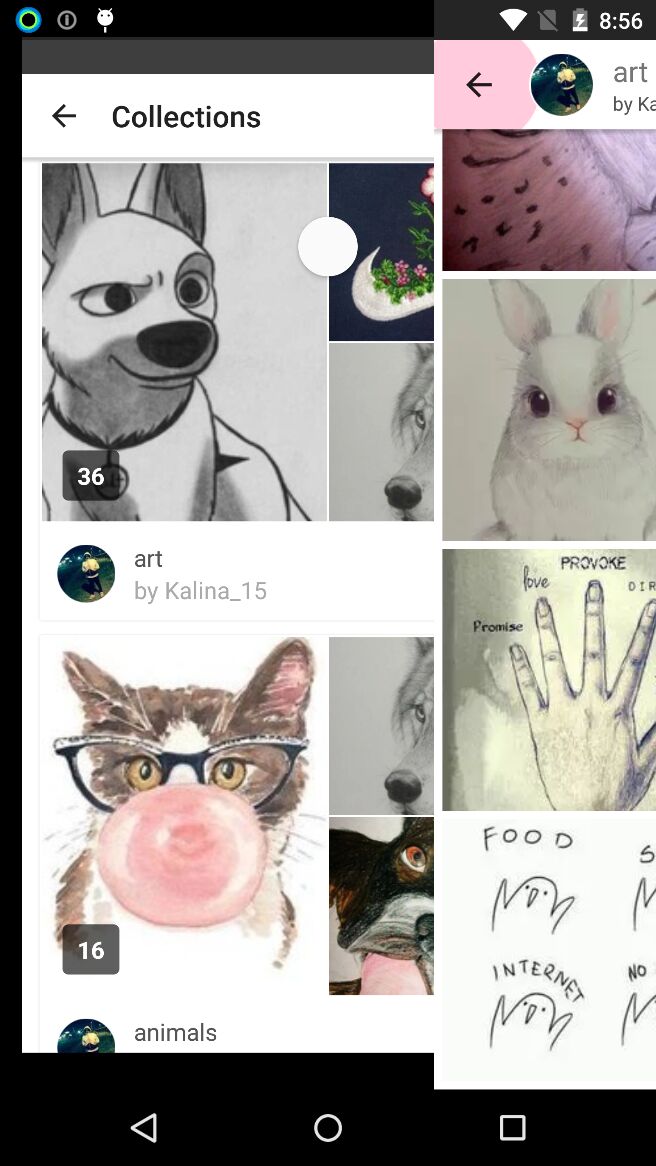 8:56
Collections
36
art
by Kalina_15
16
animals
art
by Ka
PROVOKE
love
DIR
Promise
FOOD
S
INTERNET
NO